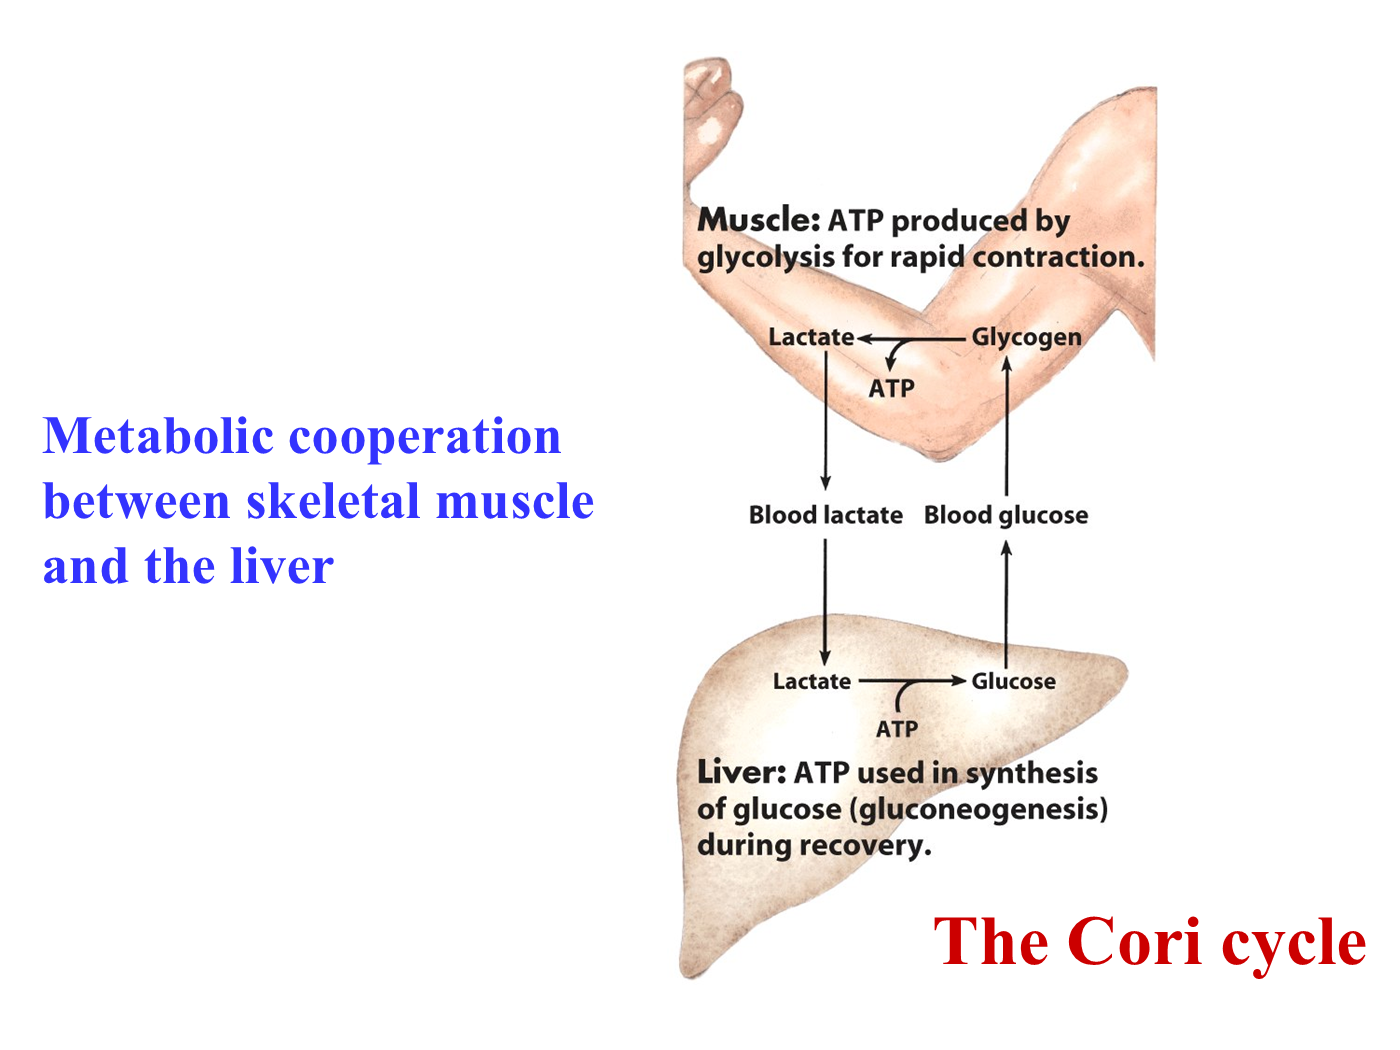 Muscle: ATP produced by
glycolysis for rapid contraction.
Lactate
Glycogen
ATP
Metabolic cooperation
between skeletal muscle
and the liver
Blood lactate
Blood glucose
Lactate
Glucose
ATP
Liver: ATP used in synthesis
of glucose (gluconeogenesis)
during recovery.
The Cori cycle